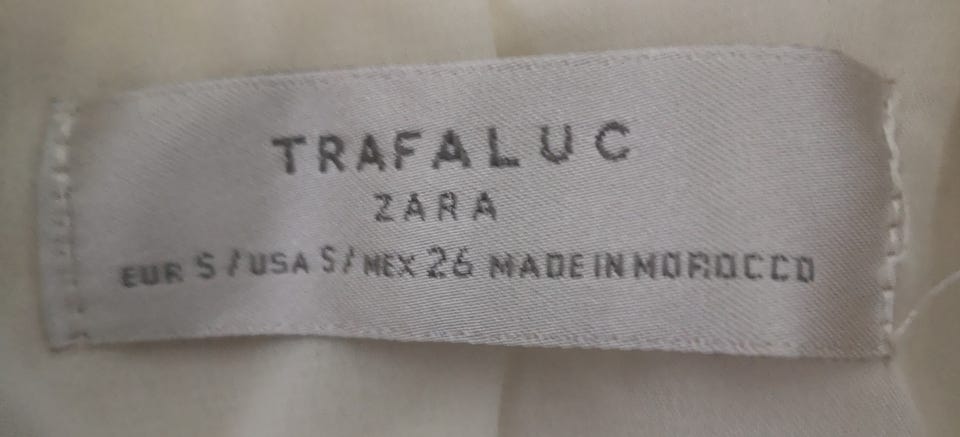 TRAFALUC
ZARA
EUR S / USA S / MEX 26 MADE IN MOROCCO